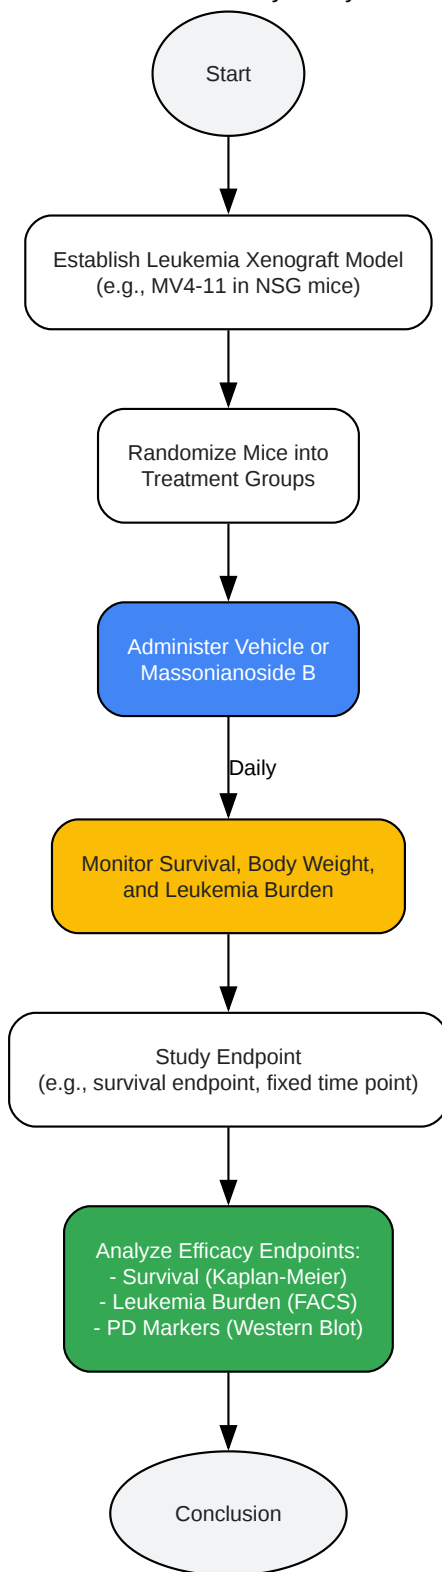 Start
Establish Leukemia Xenograft Model
(e.g., MV4-11 in NSG mice)
Randomize Mice into
Treatment Groups
Administer Vehicle or
Massonianoside B
Daily
Monitor Survival, Body Weight,
and Leukemia Burden
Study Endpoint
(e.g., survival endpoint, fixed time point)
Analyze Efficacy Endpoints:
- Survival (Kaplan-Meier)
- Leukemia Burden (FACS)
- PD Markers (Western Blot)
Conclusion